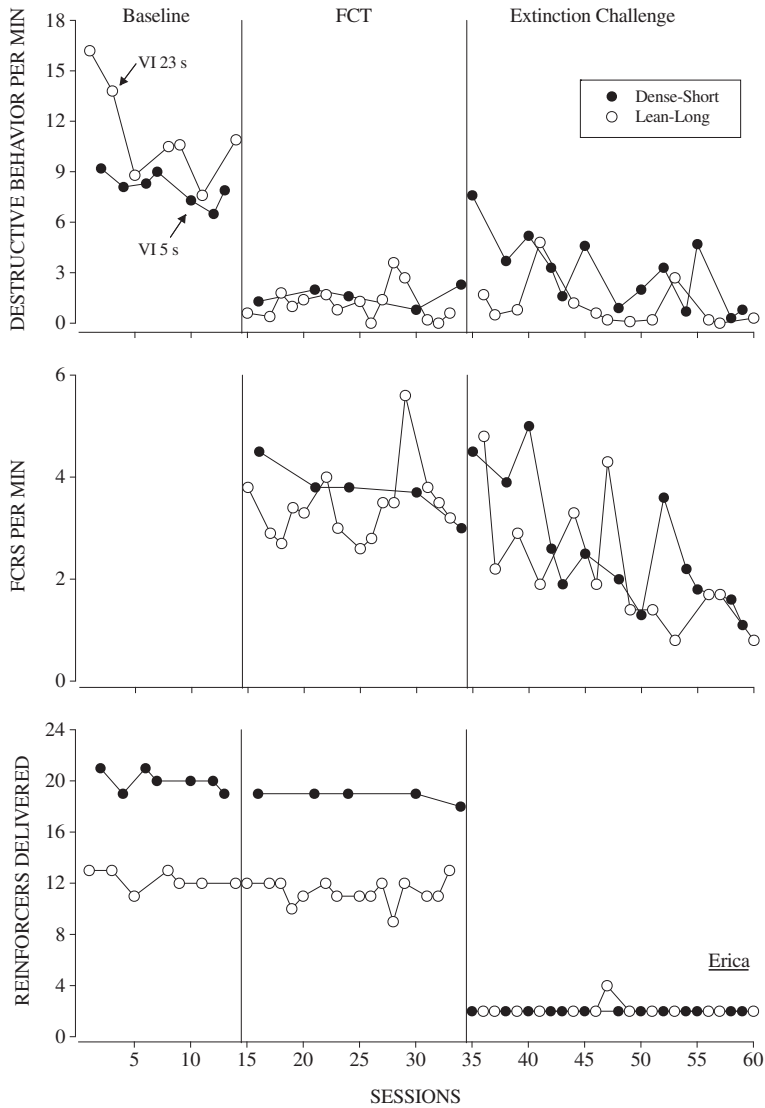 Baseline FCT Extinction Challenge
DESTRUCTIVE BEHAVIOR PER MIN
18
15
12
9
6
3
0
VI 23 s
VI 5 s
Dense-Short
Lean-Long
FCRS PER MIN
6
4
2
0
REINFORCERS DELIVERED
24
20
16
12
8
4
0
Erica
5 10 15 20 25 30 35 40 45 50 55 60
SESSIONS